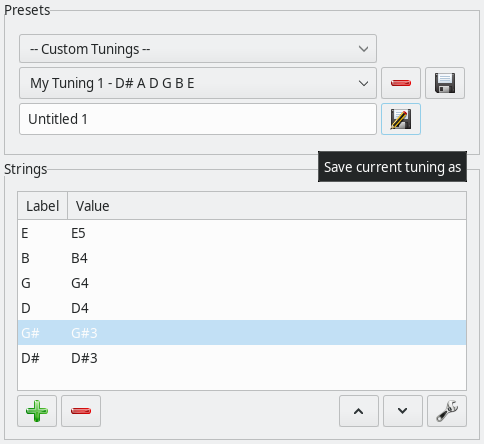 Presets
-- Custom Tunings --
My Tuning 1 - D# A D G B E
Untitled 1
Save current tuning as
Strings
Label Value
E E5
B B4
G G4
D D4
G# G#3
D# D#3